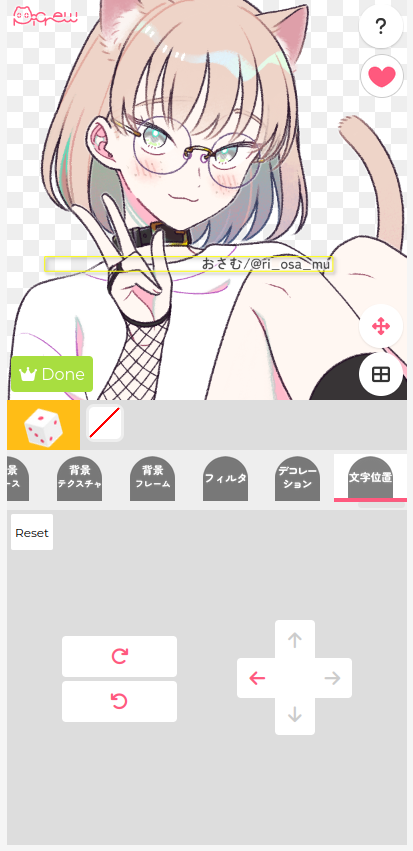 Picrew
?
おさむ/@ri_osa_mu
Done
景
ース
背景
テクスチャ
背景
フレーム
フィルタ
デコレー
ション
文字位置
Reset